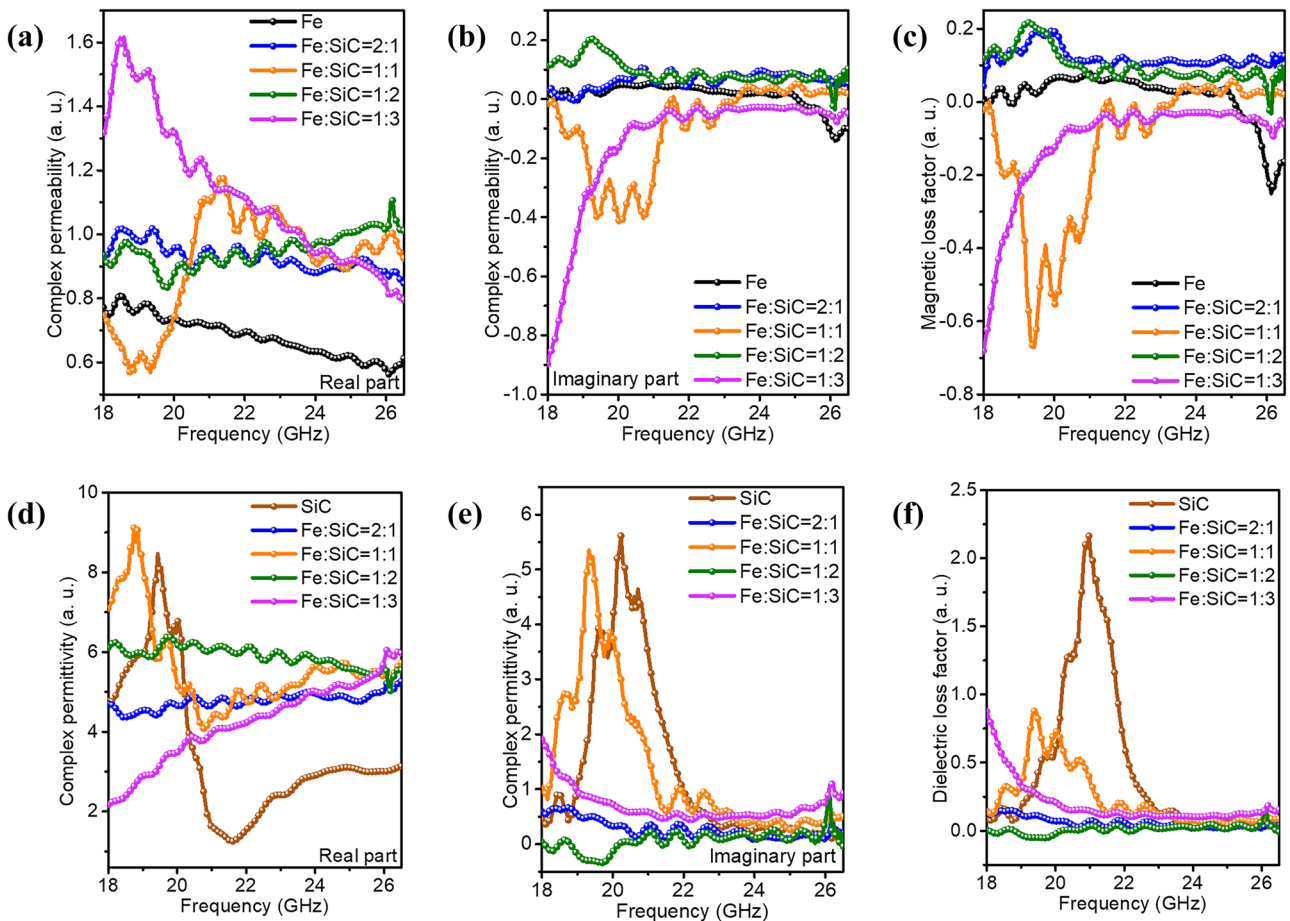 (a)
Complex permeability (a. u.)
1.6
1.4
1.2
1.0
0.8
0.6
Fe
Fe:SiC=2:1
Fe:SiC=1:1
Fe:SiC=1:2
Fe:SiC=1:3
Real part
18 20 22 24 26
Frequency (GHz)
(b)
Complex permeability (a. u.)
0.2
0.0
-0.2
-0.4
-0.6
-0.8
-1.0
Fe
Fe:SiC=2:1
Fe:SiC=1:1
Fe:SiC=1:2
Fe:SiC=1:3
Imaginary part
18 20 22 24 26
Frequency (GHz)
(c)
Magnetic loss factor (a. u.)
0.2
0.0
-0.2
-0.4
-0.6
-0.8
Fe
Fe:SiC=2:1
Fe:SiC=1:1
Fe:SiC=1:2
Fe:SiC=1:3
18 20 22 24 26
Frequency (GHz)
(d)
Complex permittivity (a. u.)
10
8
6
4
2
SiC
Fe:SiC=2:1
Fe:SiC=1:1
Fe:SiC=1:2
Fe:SiC=1:3
Real part
18 20 22 24 26
Frequency (GHz)
(e)
Complex permittivity (a. u.)
6
5
4
3
2
1
0
SiC
Fe:SiC=2:1
Fe:SiC=1:1
Fe:SiC=1:2
Fe:SiC=1:3
Imaginary part
18 20 22 24 26
Frequency (GHz)
(f)
Dielectric loss factor (a. u.)
2.5
2.0
1.5
1.0
0.5
0.0
SiC
Fe:SiC=2:1
Fe:SiC=1:1
Fe:SiC=1:2
Fe:SiC=1:3
18 20 22 24 26
Frequency (GHz)